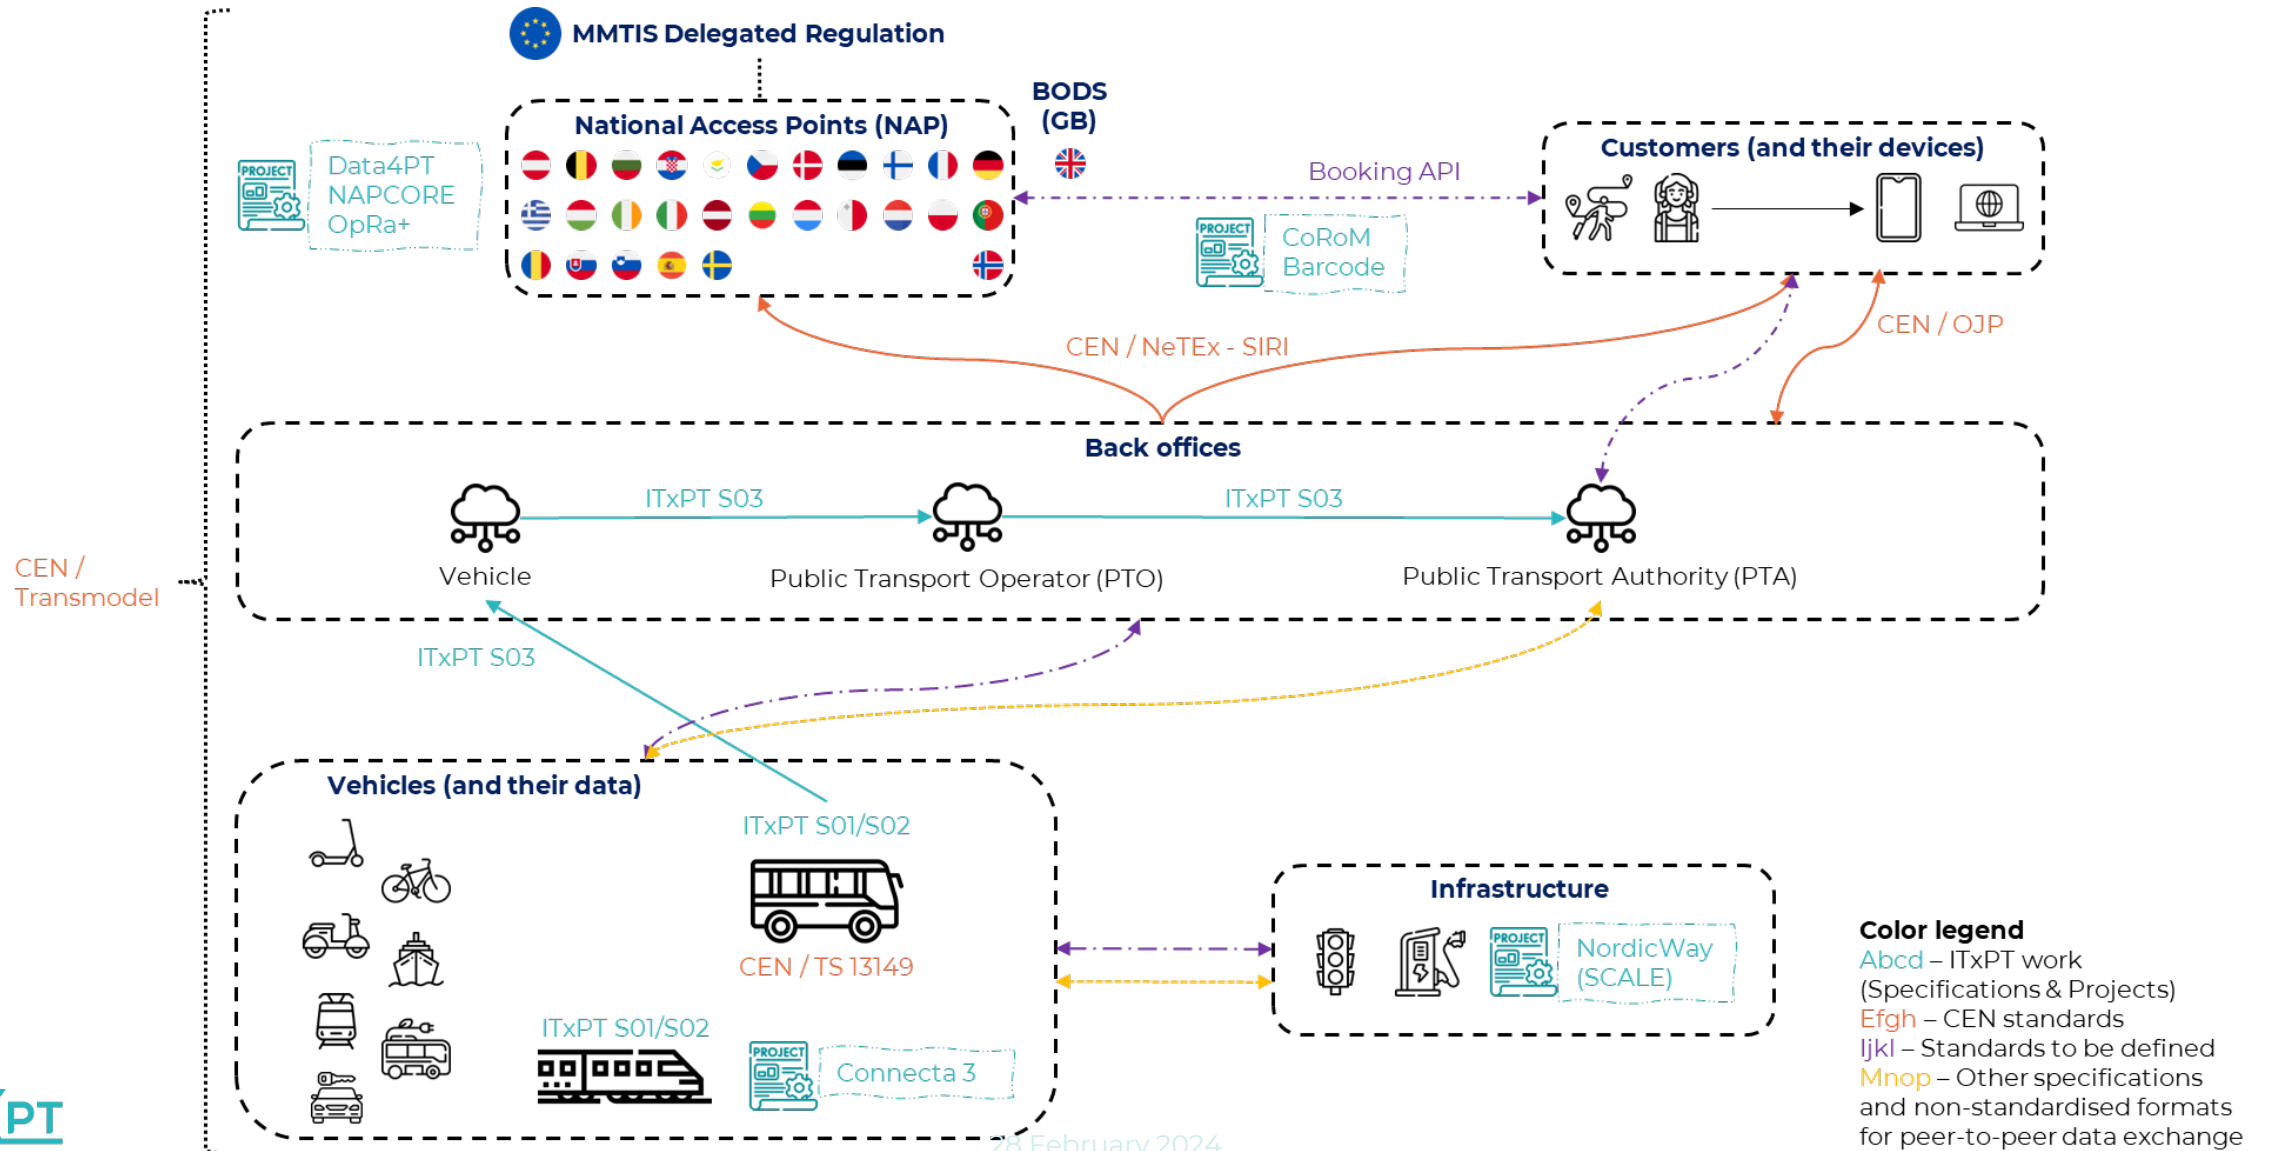 MMTIS Delegated Regulation
National Access Points (NAP)
BODS
(GB)
PROJECT
Data4PT
NAPCORE
OpRa+
Booking API
PROJECT
CoRoM
Barcode
Customers (and their devices)
CEN / NeTEx - SIRI
CEN / OJP
Back offices
ITxPT S03
ITxPT S03
Vehicle
Public Transport Operator (PTO)
Public Transport Authority (PTA)
CEN /
Transmodel
ITxPT S03
Vehicles (and their data)
ITxPT S01/S02
CEN / TS 13149
ITxPT S01/S02
PROJECT
Connecta 3
Infrastructure
PROJECT
NordicWay
(SCALE)
Color legend
Abcd – ITxPT work
(Specifications & Projects)
Efgh – CEN standards
Ijkl – Standards to be defined
Mnop – Other specifications
and non-standardised formats
for peer-to-peer data exchange
PT
28 February 2024